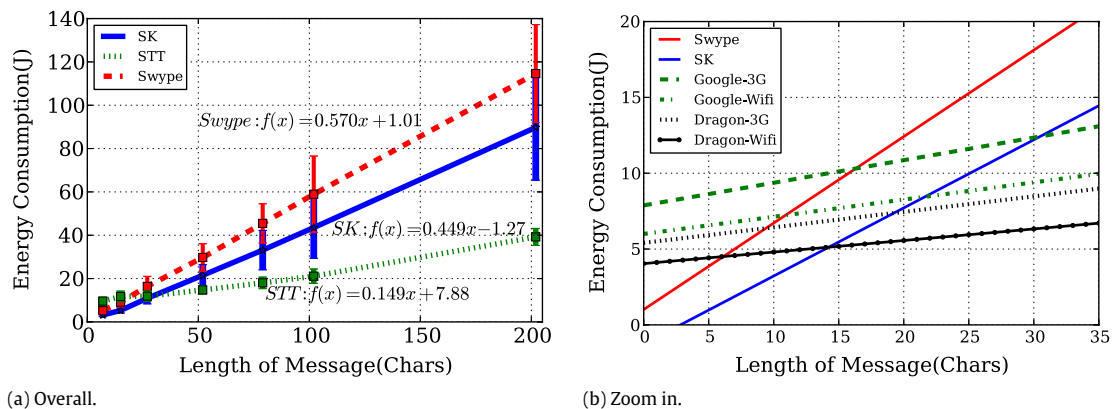 140
120
100
80
60
40
20
0
Energy Consumption(J)
SK
STT
Swype
Swype:f(x)=0.570x+1.01
SK:f(x)=0.449x−1.27
STT:f(x)=0.149x+7.88
0 50 100 150 200
Length of Message(Chars)
(a) Overall.
20
15
10
5
0
Energy Consumption(J)
Swype
SK
Google-3G
Google-Wifi
Dragon-3G
Dragon-Wifi
0 5 10 15 20 25 30 35
Length of Message(Chars)
(b) Zoom in.